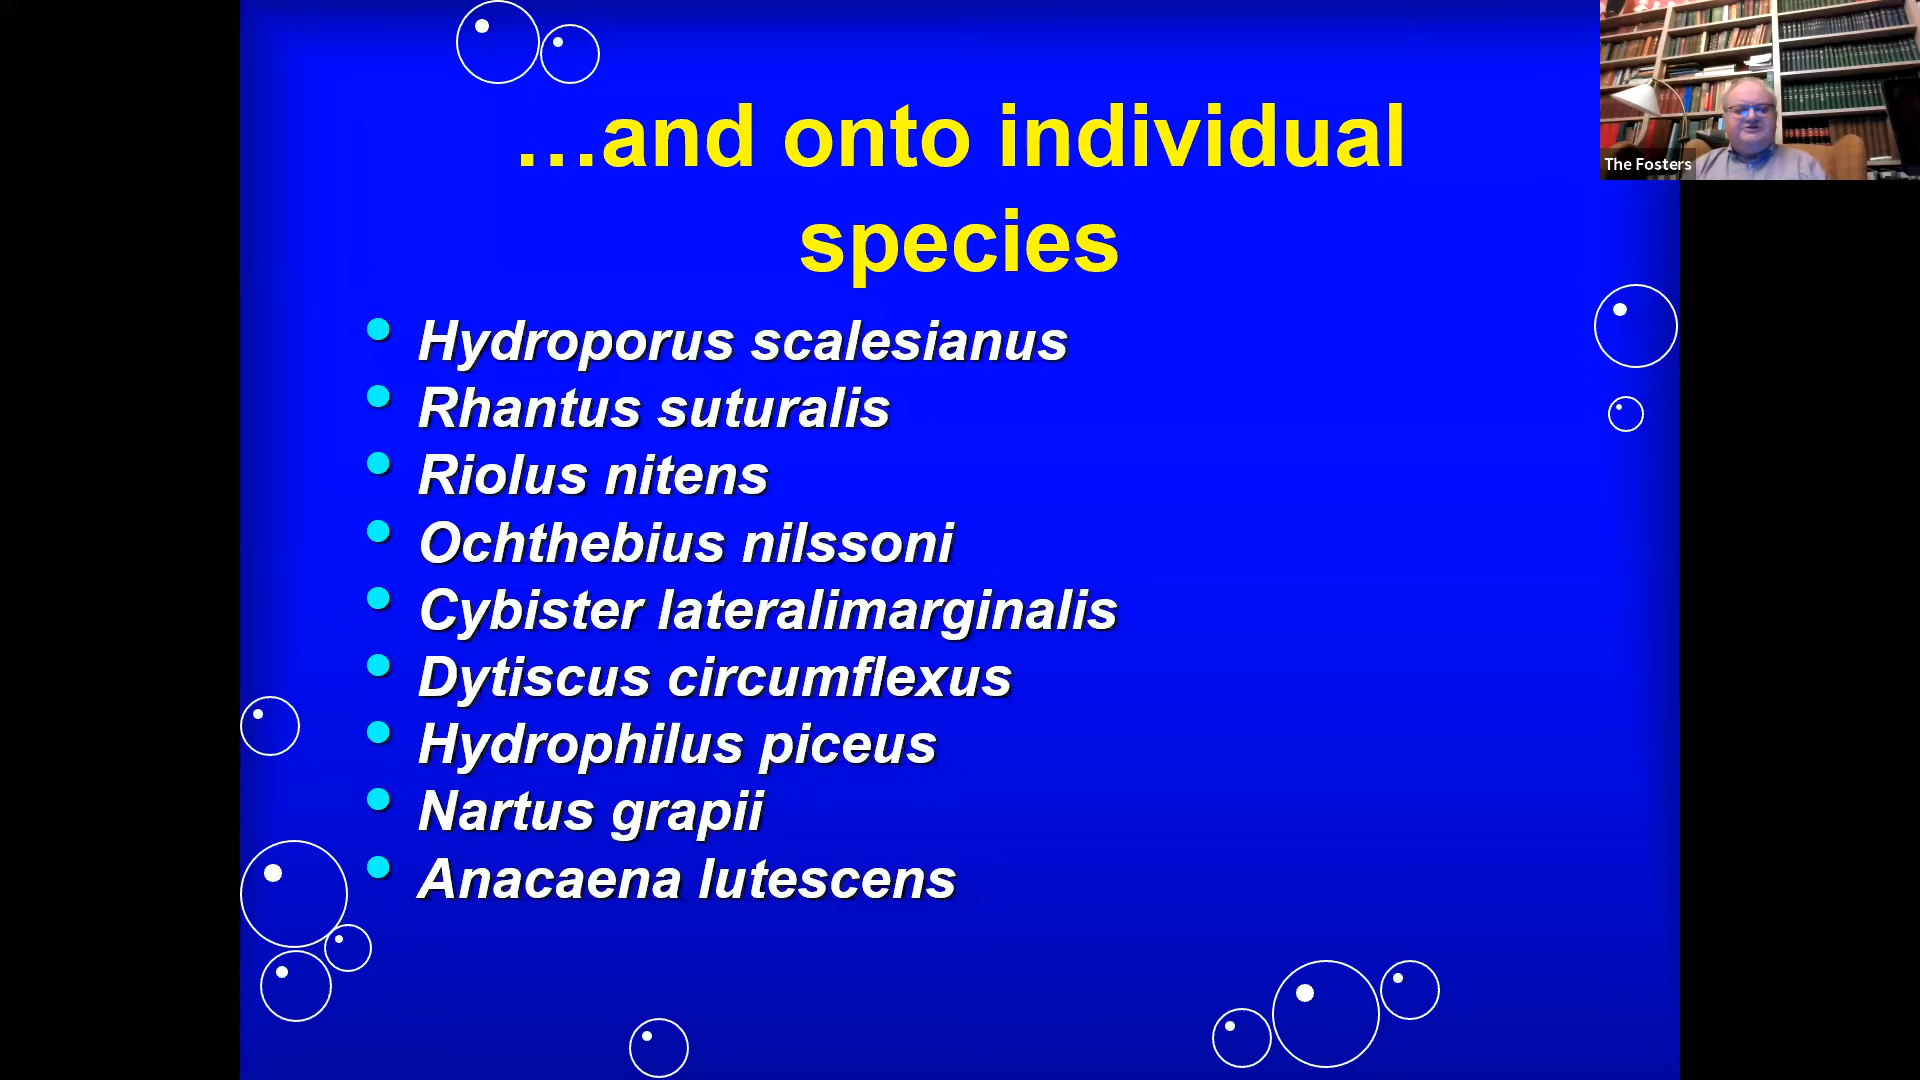 …and onto individual
species
The Fosters
• Hydroporus scalesianus
• Rhantus suturalis
• Riolus nitens
• Ochthebius nilssoni
• Cybister lateralimarginalis
• Dytiscus circumflexus
• Hydrophilus piceus
• Nartus grapii
• Anacaena lutescens